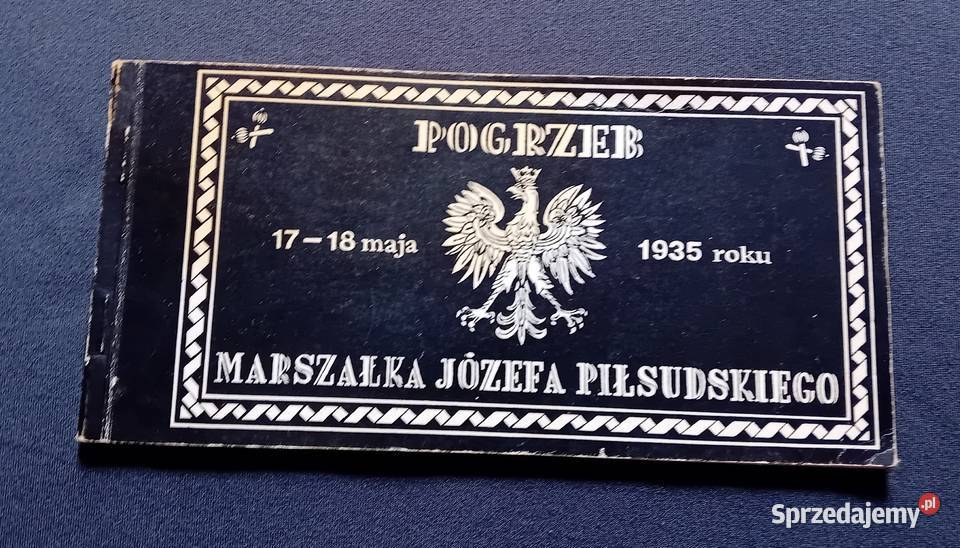 POGRZEB
17-18 maja 1935 roku
MARSZAŁKA JÓZEFA PIŁSUDSKIEGO
Sprzedajemy.pl